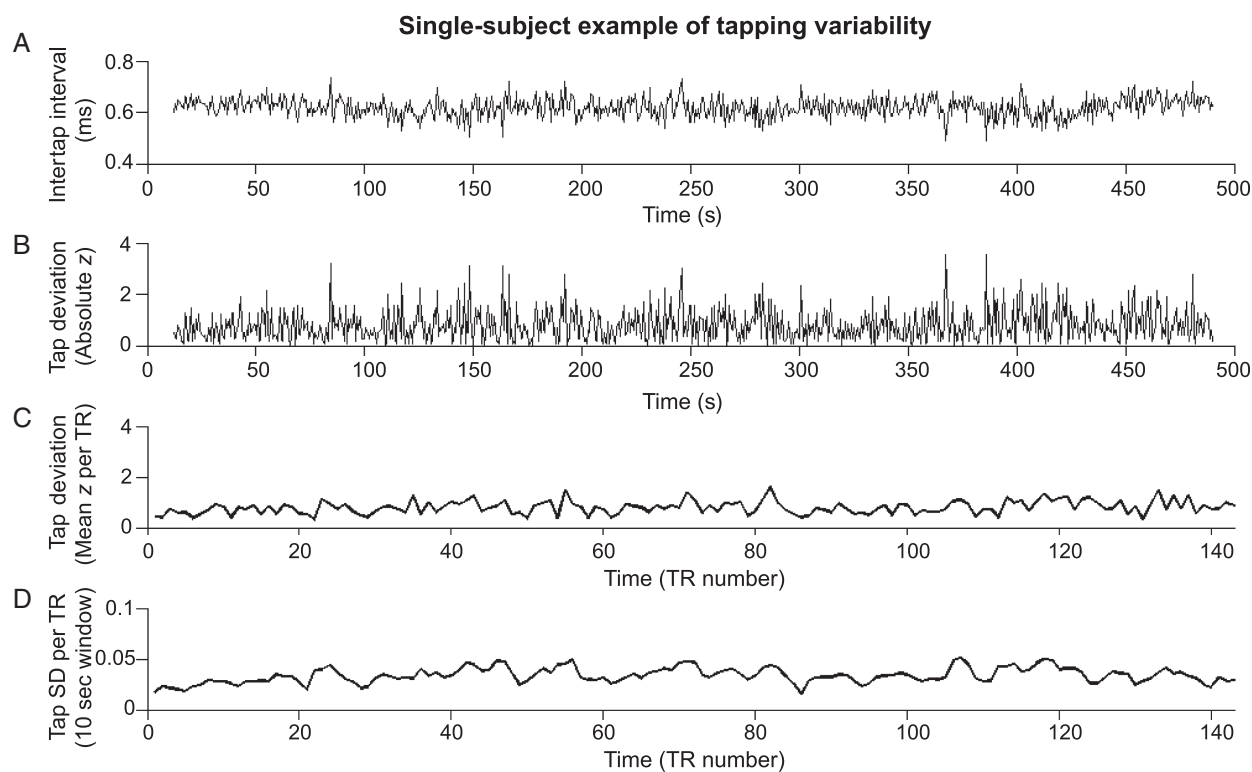 Single-subject example of tapping variability
A
Intertap interval
(ms)
0.8
0.6
0.4
0 50 100 150 200 250 300 350 400 450 500
Time (s)
B
Tap deviation
(Absolute z)
4
2
0
0 50 100 150 200 250 300 350 400 450 500
Time (s)
C
Tap deviation
(Mean z per TR)
4
2
0
0 20 40 60 80 100 120 140
Time (TR number)
D
Tap SD per TR
(10 sec window)
0.1
0.05
0
0 20 40 60 80 100 120 140
Time (TR number)